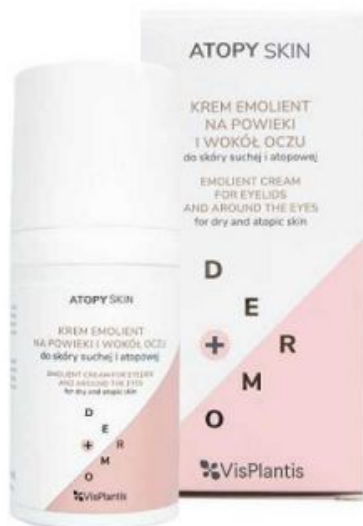 ATOPY SKIN
KREM EMOLIENT
NA POWIEKI
I WOKÓŁ OCZU
do skóry suchej i atopowej
EMOLIENT CREAM
FOR EYELIDS
AND AROUND THE EYES
for dry and atopic skin
D
E
+ R
M
O
VisPlantis
ATOPY SKIN
KREM EMOLIENT
NA POWIEKI I WOKÓŁ OCZU
do skóry suchej i atopowej
EMOLIENT CREAM FOR EYELIDS
AND AROUND THE EYES
for dry and atopic skin
D
E
+ R
M
O
VisPlantis